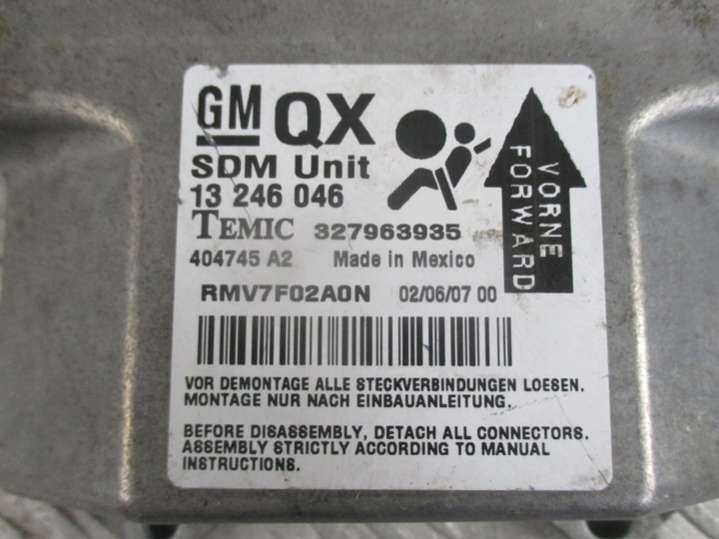 GM QX
SDM Unit
13 246 046
TEMIC 327963935
404745 A2 Made in Mexico
RMV7F02A0N 02/06/07 00
VORNE
FORWARD
VOR DEMONTAGE ALLE STECKVERBINDUNGEN LOESEN.
MONTAGE NUR NACH EINBAUANLEITUNG.
BEFORE DISASSEMBLY, DETACH ALL CONNECTORS.
ASSEMBLY STRICTLY ACCORDING TO MANUAL
INSTRUCTIONS.